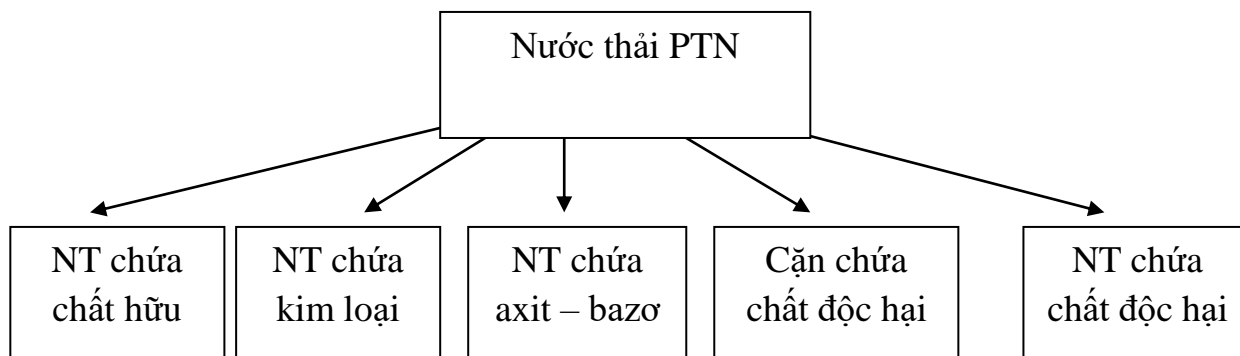 Nước thải PTN
NT chứa
chất hữu
NT chứa
kim loại
NT chứa
axit – bazơ
Cặn chứa
chất độc hại
NT chứa
chất độc hại